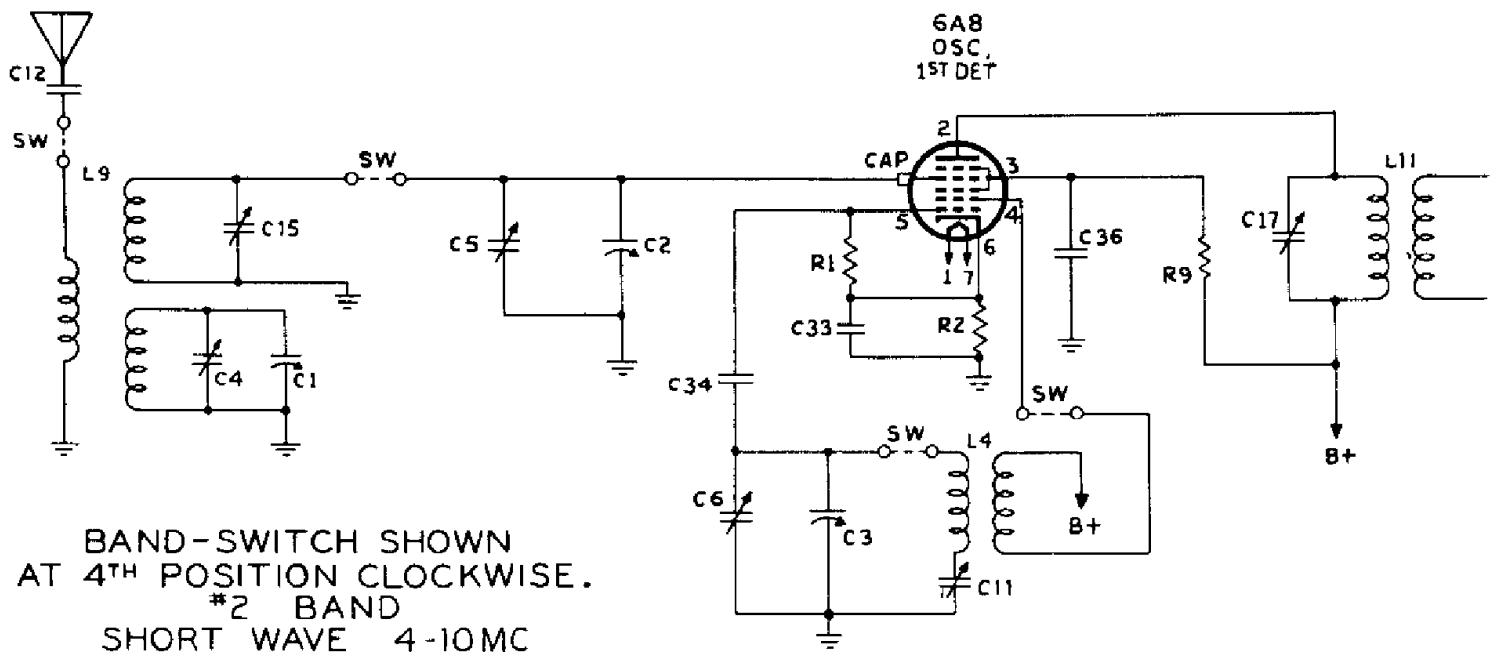 6A8
OSC.
1ST DET
C12
SW
L9
SW
CAP
2
3
L11
C15
C5
C2
5
4
6
C36
C17
R1
1
7
R9
C33
R2
C4
C1
C34
SW
SW
L4
B+
C6
C3
B+
C11
BAND-SWITCH SHOWN
AT 4TH POSITION CLOCKWISE.
#2 BAND
SHORT WAVE 4-10MC